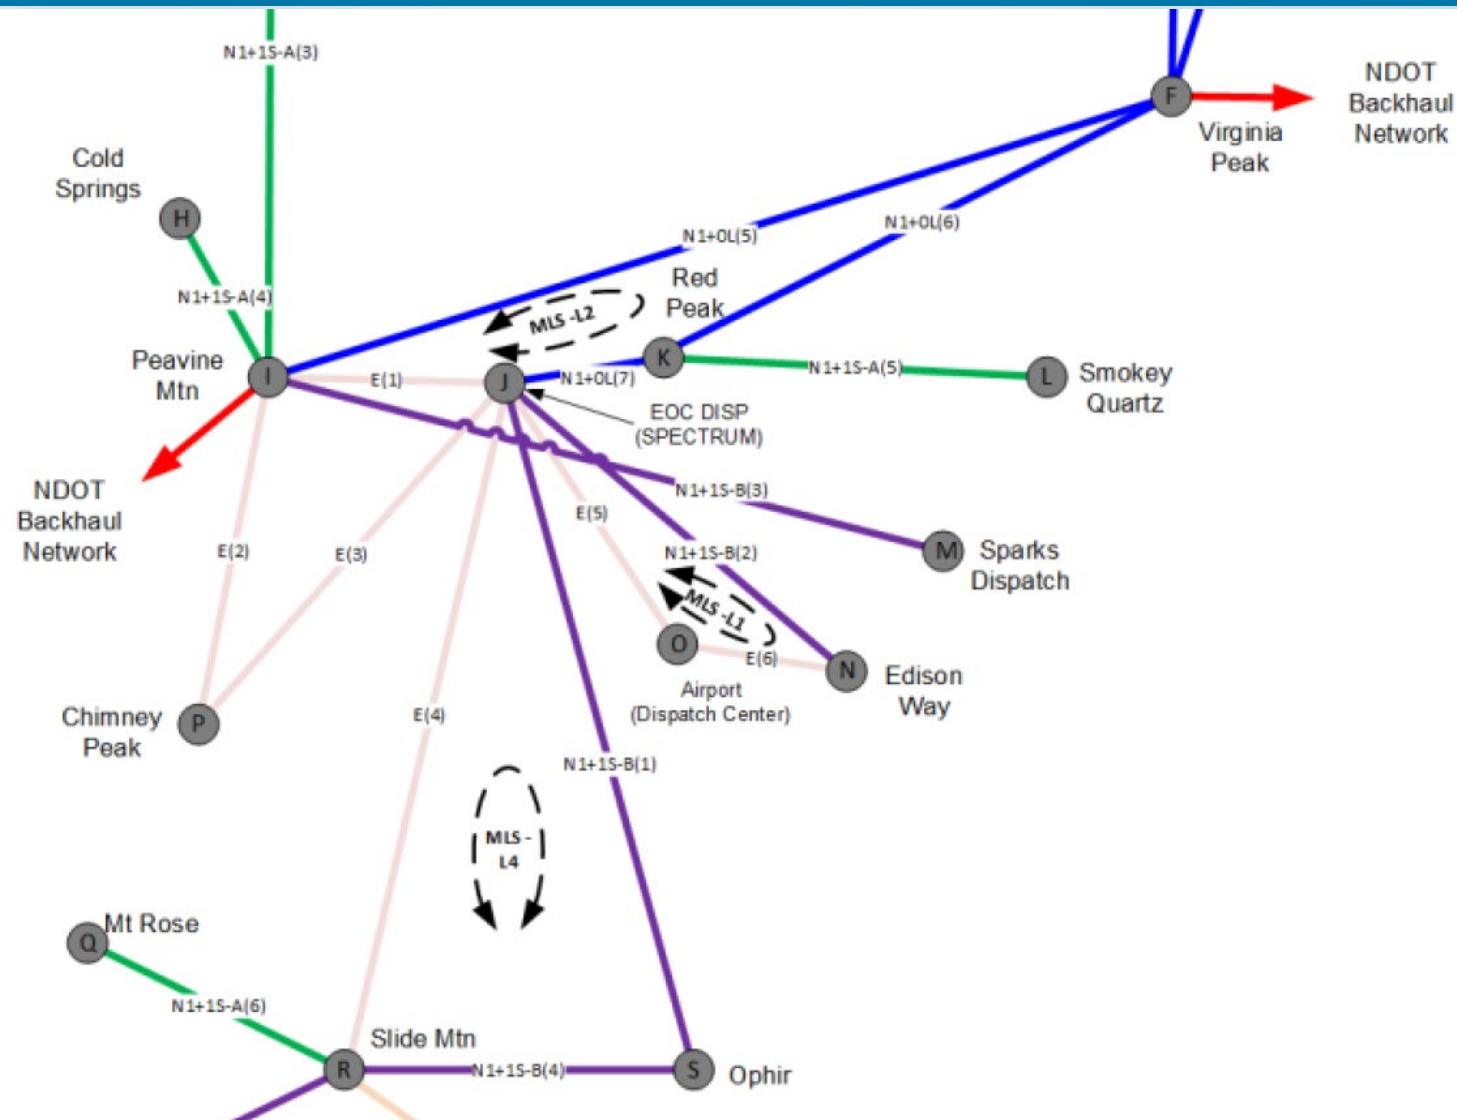 N1+1S-A(3)
F
NDOT
Backhaul
Network
Virginia
Peak
Cold
Springs
H
N1+0L(5)
N1+0L(6)
Red
Peak
N1+1S-A(4)
MLS -L2
Peavine
Mtn
I
E(1)
J
N1+0L(7)
K
N1+1S-A(5)
L
Smokey
Quartz
EOC DISP
(SPECTRUM)
NDOT
Backhaul
Network
N1+1S-B(3)
E(5)
E(2)
E(3)
N1+1S-B(2)
M
Sparks
Dispatch
MLS -L1
O
E(6)
N
Edison
Way
Airport
(Dispatch Center)
Chimney
Peak
P
E(4)
N1+1S-B(1)
MLS -
L4
Q
Mt Rose
N1+1S-A(6)
Slide Mtn
R
N1+1S-B(4)
S
Ophir